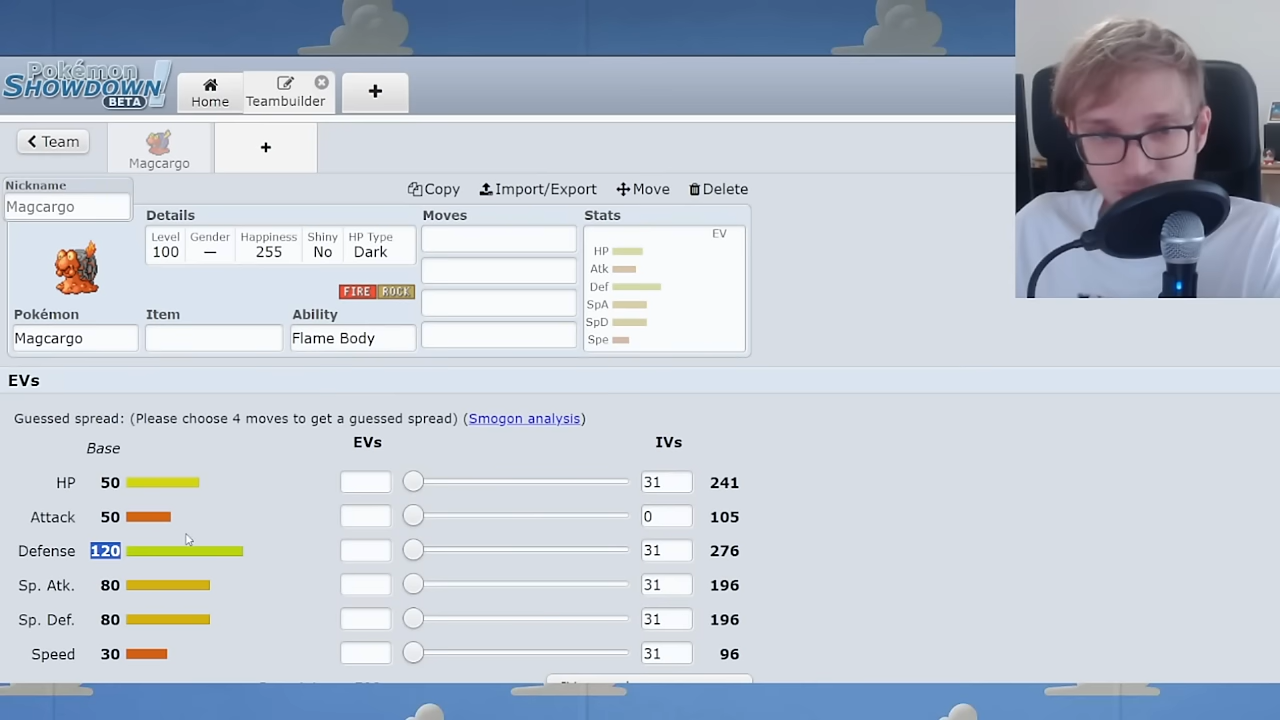 Pokémon
SHOWDOWN!
BETA
Home
Teambuilder
+
Team
Magcargo
+
Nickname
Magcargo
Copy
Import/Export
Move
Delete
Details
Level
Gender
Happiness
Shiny
HP Type
100
—
255
No
Dark
FIRE ROCK
Pokémon
Magcargo
Item
Ability
Flame Body
Moves
Stats
EV
HP
Atk
Def
SpA
SpD
Spe
EVs
Guessed spread: (Please choose 4 moves to get a guessed spread) (Smogon analysis)
Base EVs IVs
HP 50 31 241
Attack 50 0 105
Defense 120 31 276
Sp. Atk. 80 31 196
Sp. Def. 80 31 196
Speed 30 31 96